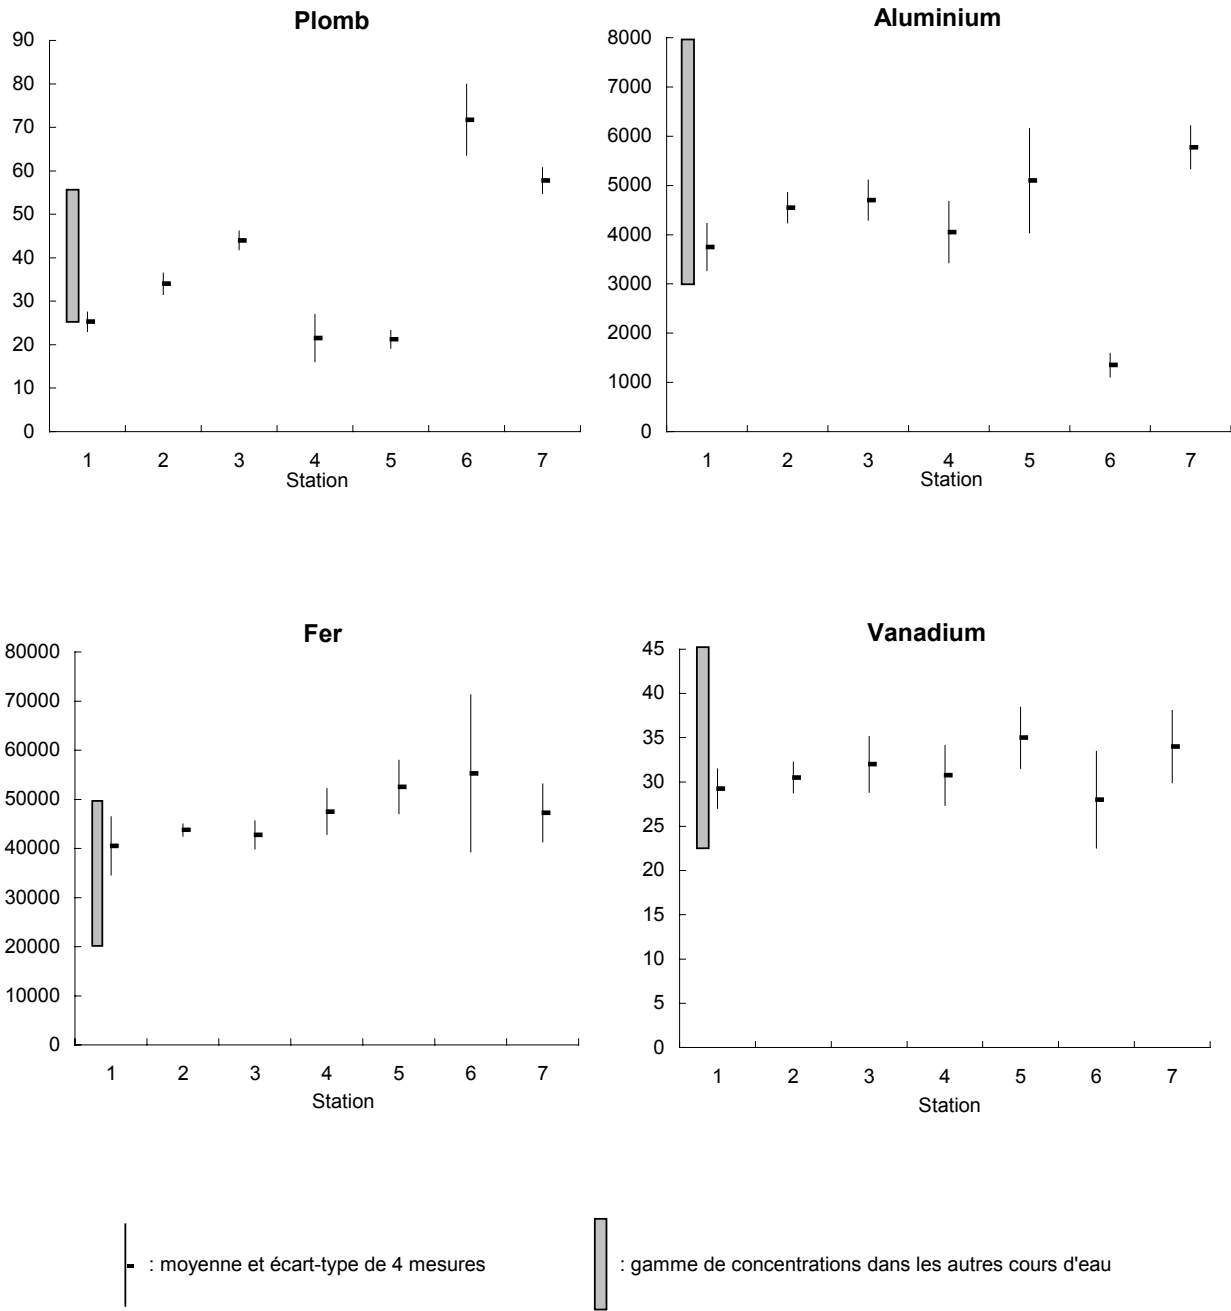 Plomb
90
80
70
60
50
40
30
20
10
0
1 2 3 4 5 6 7
Station
Aluminium
8000
7000
6000
5000
4000
3000
2000
1000
0
1 2 3 4 5 6 7
Station
Fer
80000
70000
60000
50000
40000
30000
20000
10000
0
1 2 3 4 5 6 7
Station
Vanadium
45
40
35
30
25
20
15
10
5
0
1 2 3 4 5 6 7
Station
: moyenne et écart-type de 4 mesures
: gamme de concentrations dans les autres cours d'eau